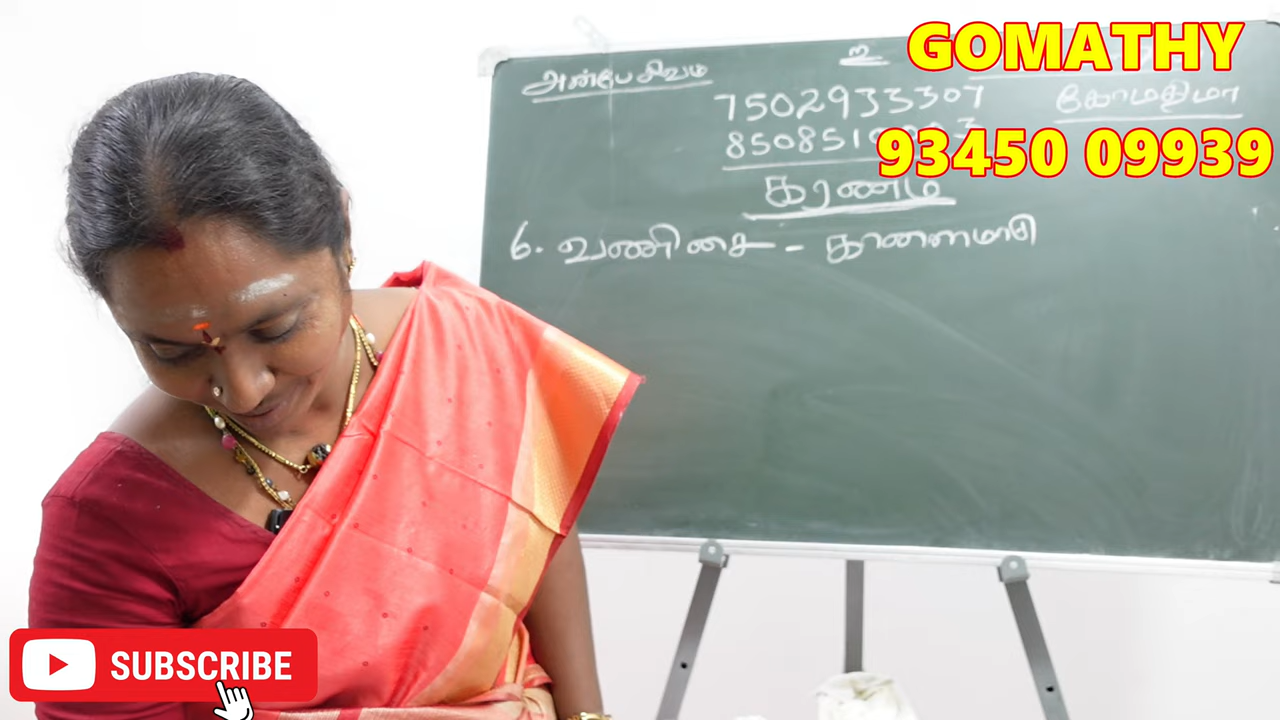 GOMATHY
உ
அன்பே சிவம்
7502933307
கோமதிமா
93450 09939
கரணம்
6. வணிசை - காளைமாடு
SUBSCRIBE